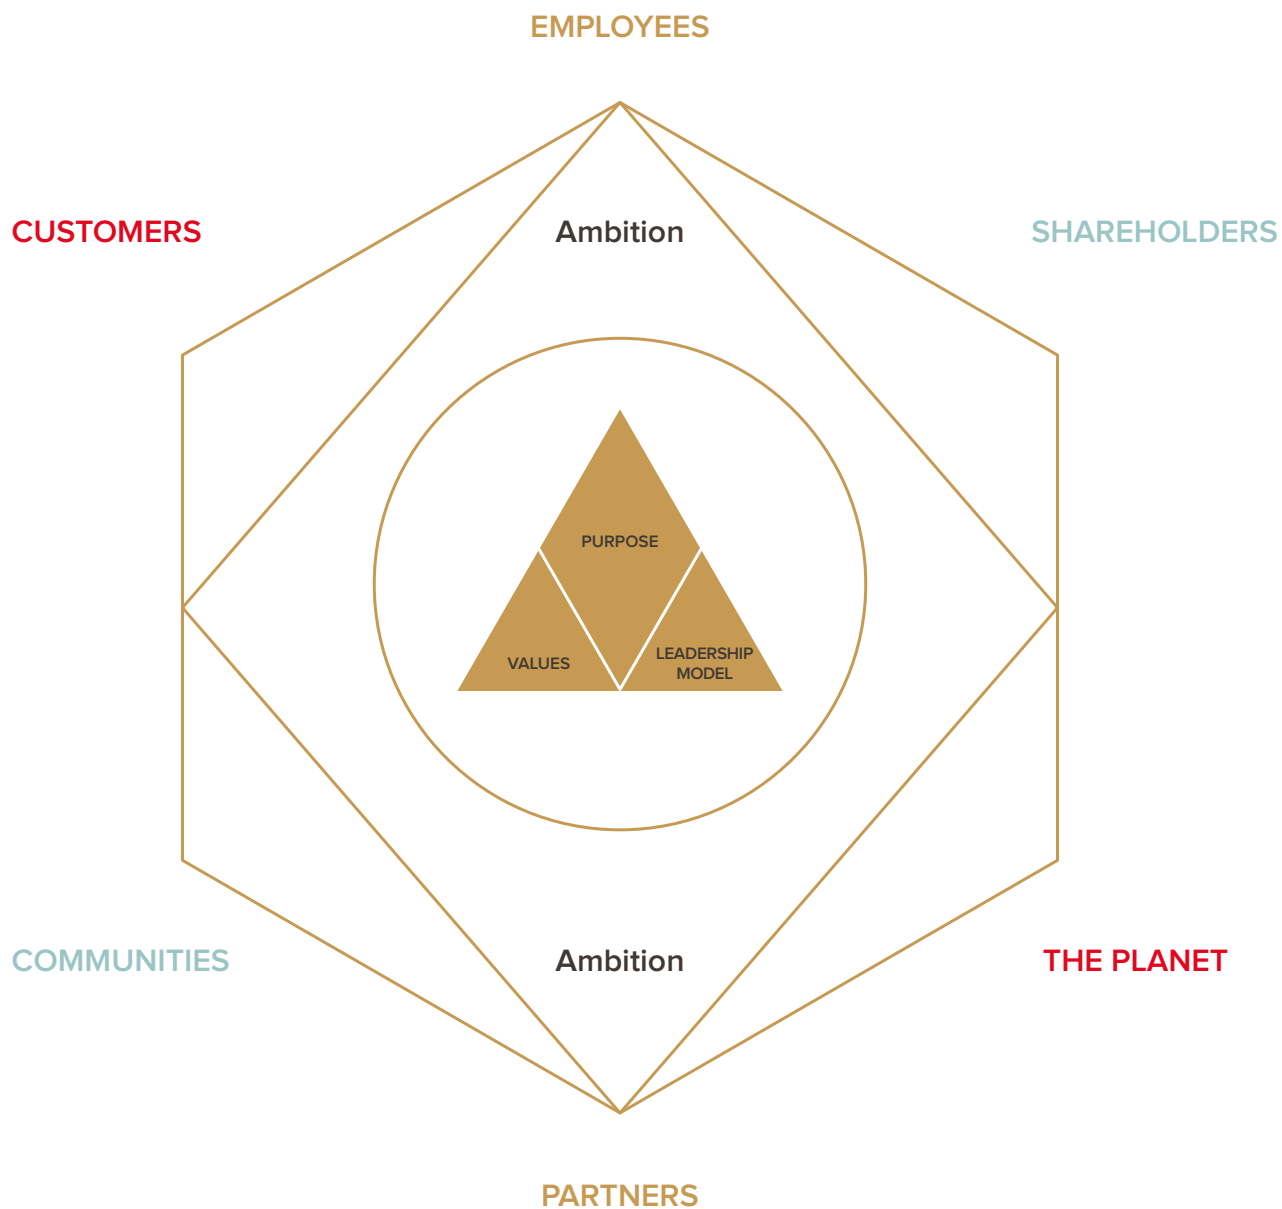 EMPLOYEES
CUSTOMERS
Ambition
SHAREHOLDERS
PURPOSE
VALUES
LEADERSHIP
MODEL
COMMUNITIES
Ambition
THE PLANET
PARTNERS